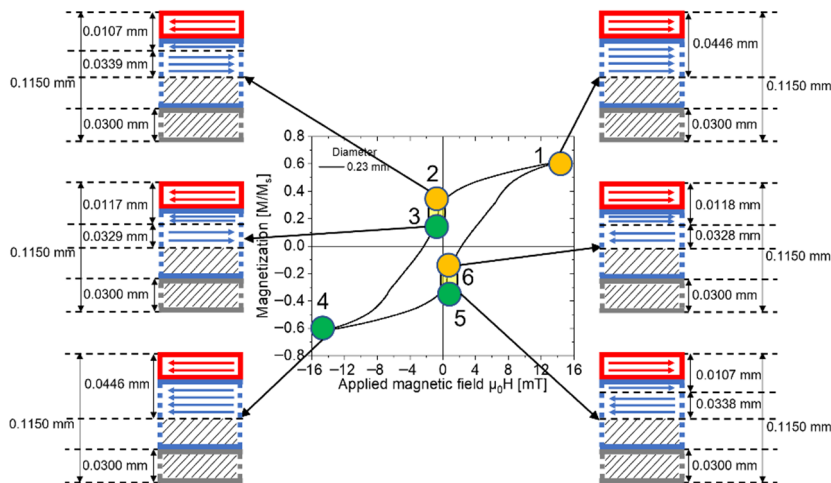 0.0107 mm
0.0339 mm
0.1150 mm
0.0300 mm
0.0446 mm
0.1150 mm
0.0300 mm
0.0117 mm
0.0329 mm
0.1150 mm
0.0300 mm
0.8
0.6
0.4
0.2
0.0
−0.2
−0.4
−0.6
−0.8
Magnetization [M/Ms]
Diameter
0.23 mm
1
2
3
4
5
6
−16 −12 −8 −4 0 4 8 12 16
Applied magnetic field μ0H [mT]
0.0118 mm
0.0328 mm
0.1150 mm
0.0300 mm
0.0446 mm
0.1150 mm
0.0300 mm
0.0107 mm
0.0338 mm
0.1150 mm
0.0300 mm